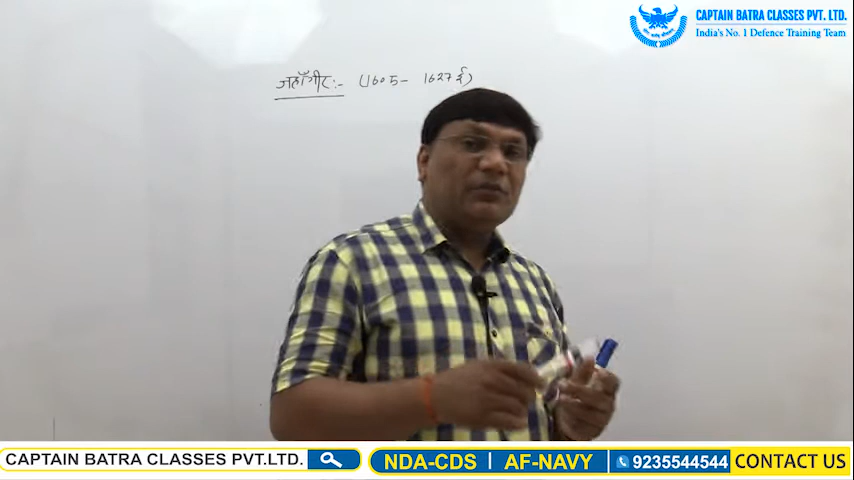 CAPTAIN BATRA CLASSES PVT. LTD.
India's No. 1 Defence Training Team
जहाँगीर:- (1605- 1627 ई)
CAPTAIN BATRA CLASSES PVT.LTD.
NDA-CDS | AF-NAVY
9235544544
CONTACT US